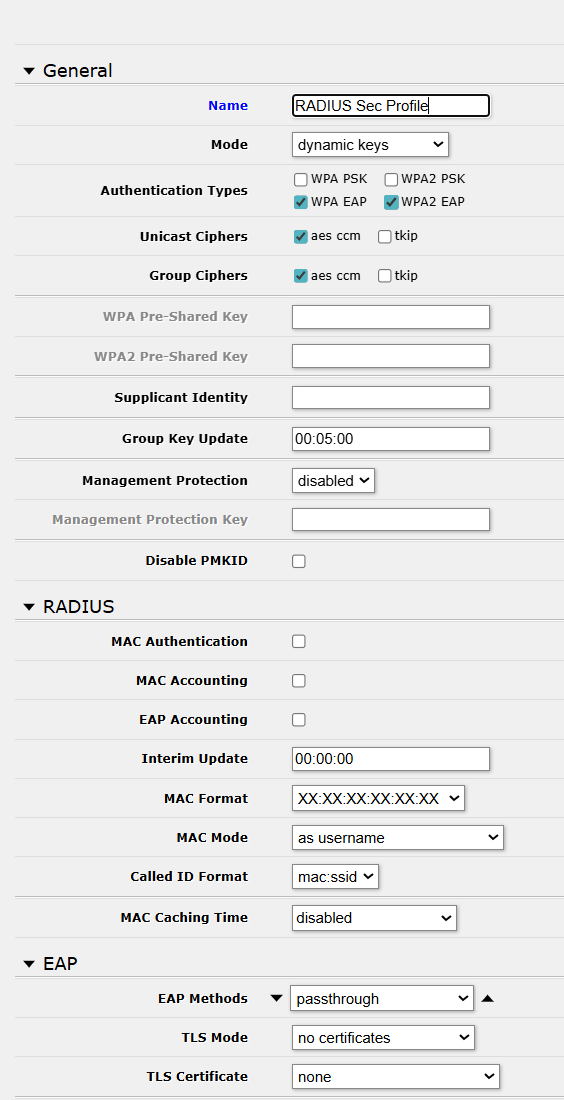 General
Name RADIUS Sec Profile
Mode dynamic keys
Authentication Types WPA PSK WPA2 PSK
WPA EAP WPA2 EAP
Unicast Ciphers aes ccm tkip
Group Ciphers aes ccm tkip
WPA Pre-Shared Key
WPA2 Pre-Shared Key
Supplicant Identity
Group Key Update 00:05:00
Management Protection disabled
Management Protection Key
Disable PMKID
RADIUS
MAC Authentication
MAC Accounting
EAP Accounting
Interim Update 00:00:00
MAC Format XX:XX:XX:XX:XX:XX
MAC Mode as username
Called ID Format mac:ssid
MAC Caching Time disabled
EAP
EAP Methods passthrough
TLS Mode no certificates
TLS Certificate none